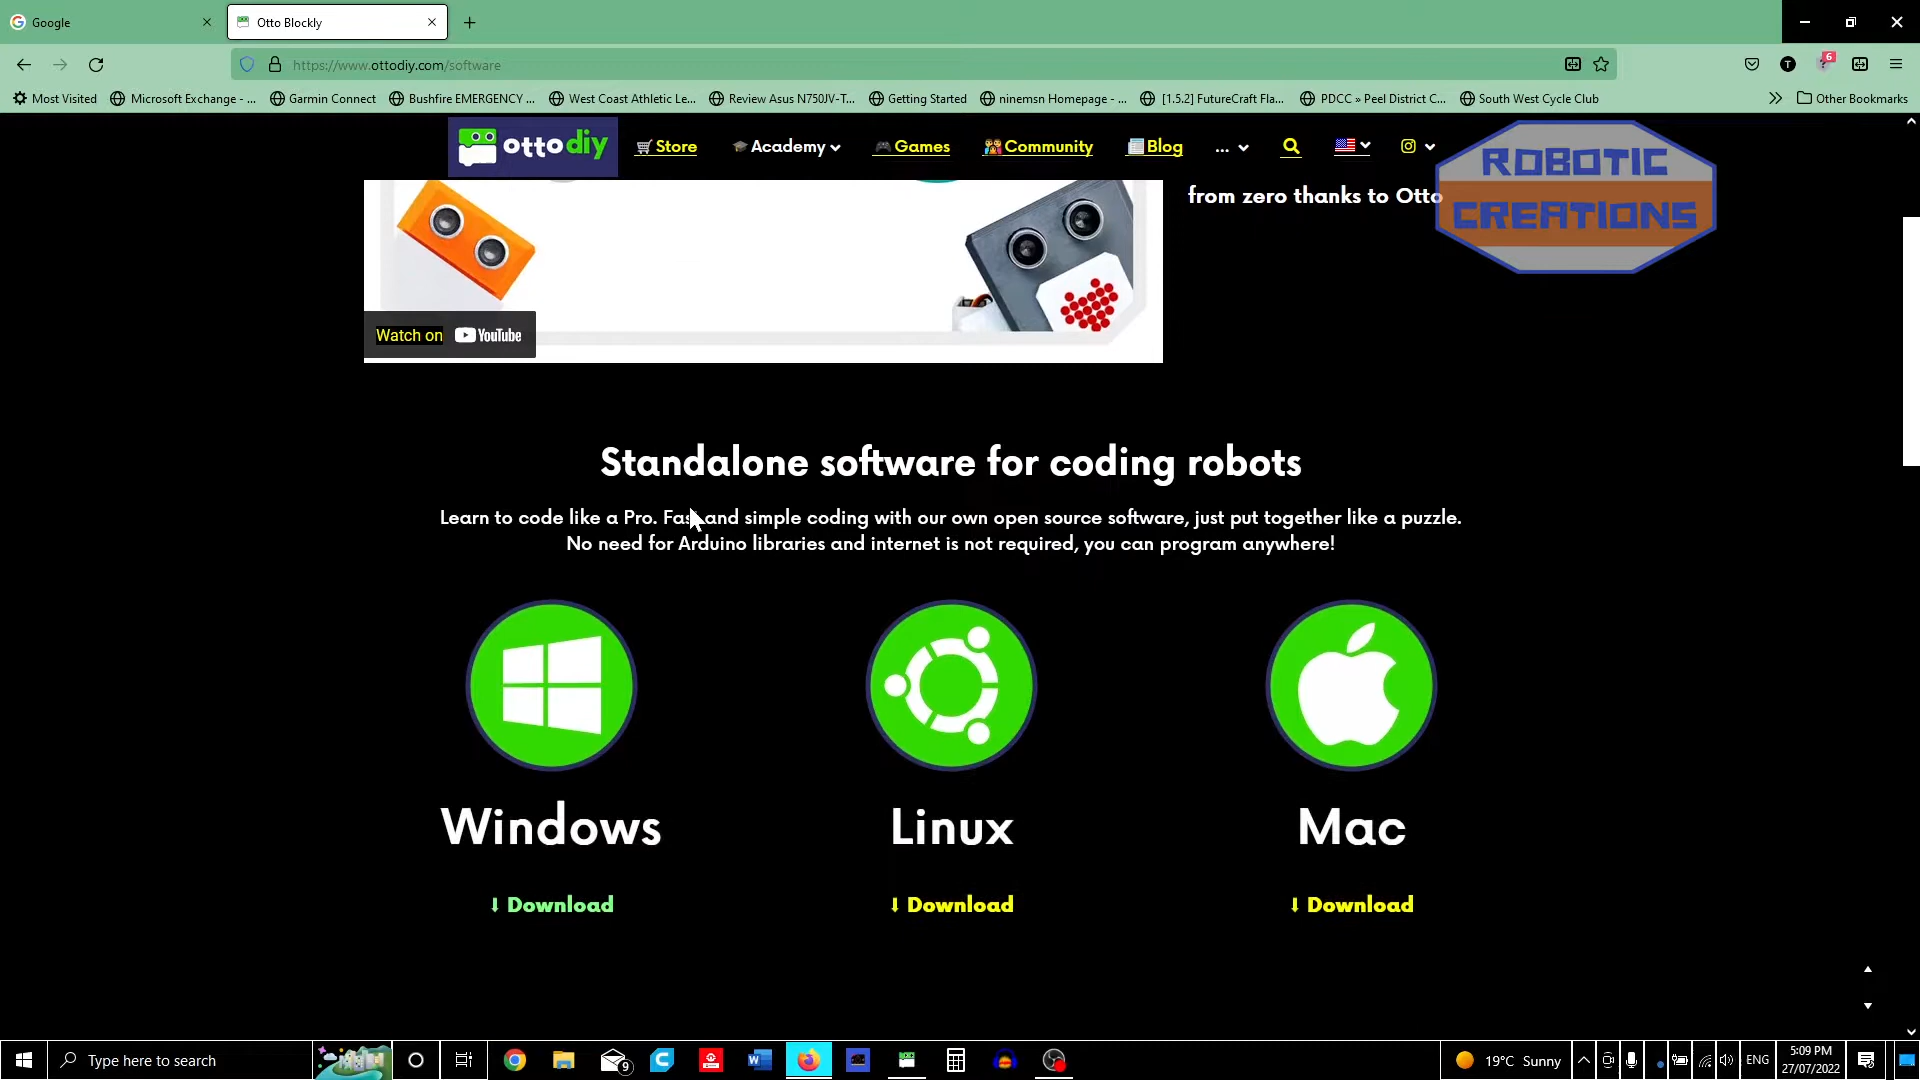 Google
Otto Blockly
https://www.ottodiy.com/software
6
Most Visited
Microsoft Exchange - ...
Garmin Connect
Bushfire EMERGENCY ...
West Coast Athletic Le...
Review Asus N750JV-T...
Getting Started
ninemsn Homepage - ...
[1.5.2] FutureCraft Fla...
PDCC » Peel District C...
South West Cycle Club
Other Bookmarks
otto diy
Store
Academy
Games
Community
Blog
...
ROBOTIC
CREATIONS
from zero thanks to Otto
Watch on YouTube
Standalone software for coding robots
Learn to code like a Pro. Fast and simple coding with our own open source software, just put together like a puzzle.
No need for Arduino libraries and internet is not required, you can program anywhere!
Windows
Linux
Mac
⬇ Download
⬇ Download
⬇ Download
Type here to search
9
19°C Sunny
ENG
5:09 PM
27/07/2022